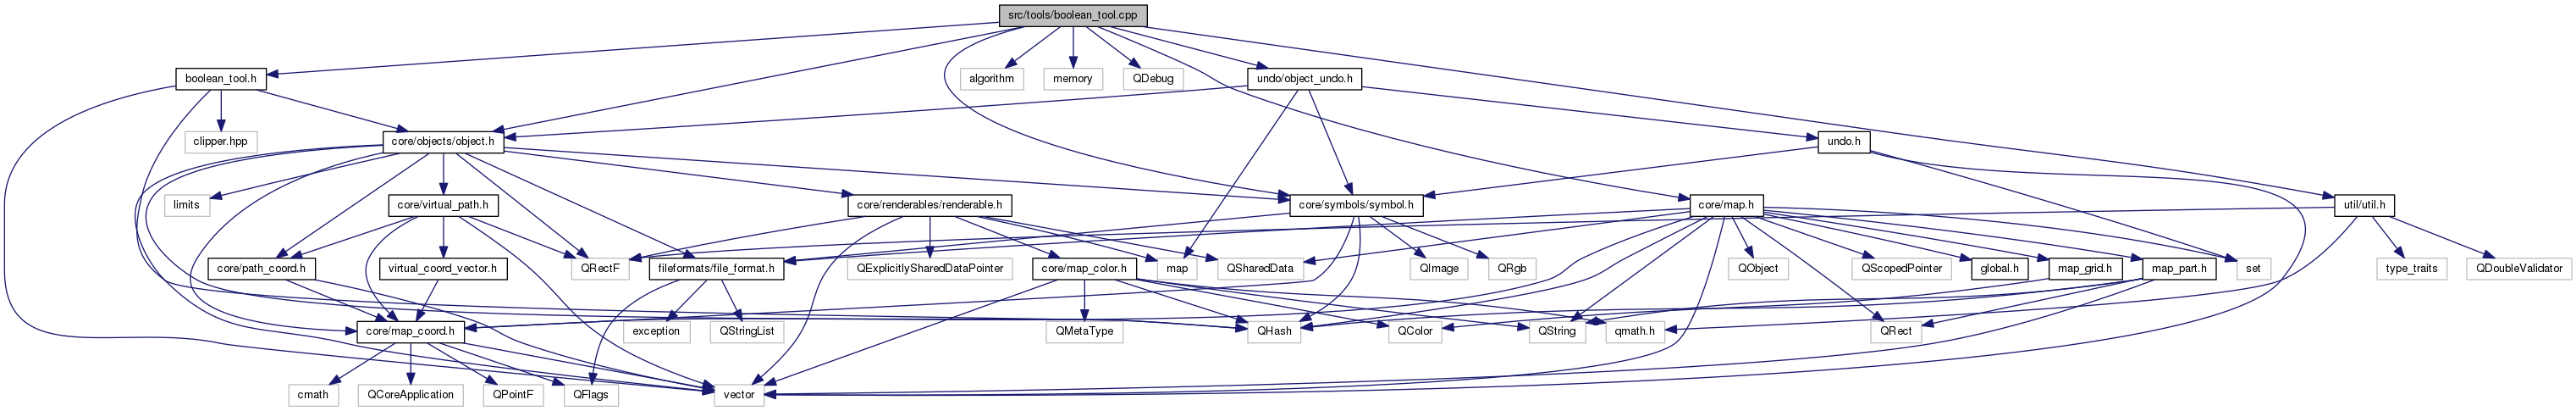 src/tools/boolean_tool.cpp
boolean_tool.h
algorithm
memory
QDebug
undo/object_undo.h
clipper.hpp
core/objects/object.h
undo.h
limits
core/virtual_path.h
core/renderables/renderable.h
core/symbols/symbol.h
core/map.h
util/util.h
core/path_coord.h
virtual_coord_vector.h
QRectF
fileformats/file_format.h
QExplicitlySharedDataPointer
core/map_color.h
map
QSharedData
QImage
QRgb
QObject
QScopedPointer
global.h
map_grid.h
map_part.h
set
type_traits
QDoubleValidator
core/map_coord.h
exception
QStringList
QMetaType
QHash
QColor
QString
qmath.h
QRect
cmath
QCoreApplication
QPointF
QFlags
vector